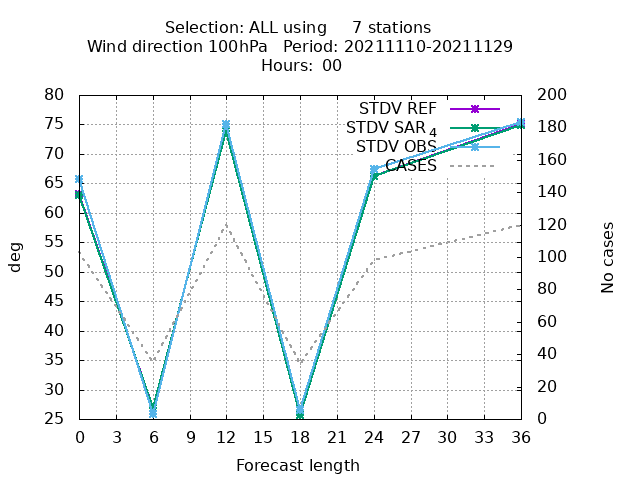 Selection: ALL using 7 stations
Wind direction 100hPa Period: 20211110-20211129
Hours: 00
80
75
70
65
60
55
50
45
40
35
30
25
deg
STDV REF
STDV SAR4
STDV OBS
CASES
200
180
160
140
120
100
80
60
40
20
0
No cases
0 3 6 9 12 15 18 21 24 27 30 33 36
Forecast length